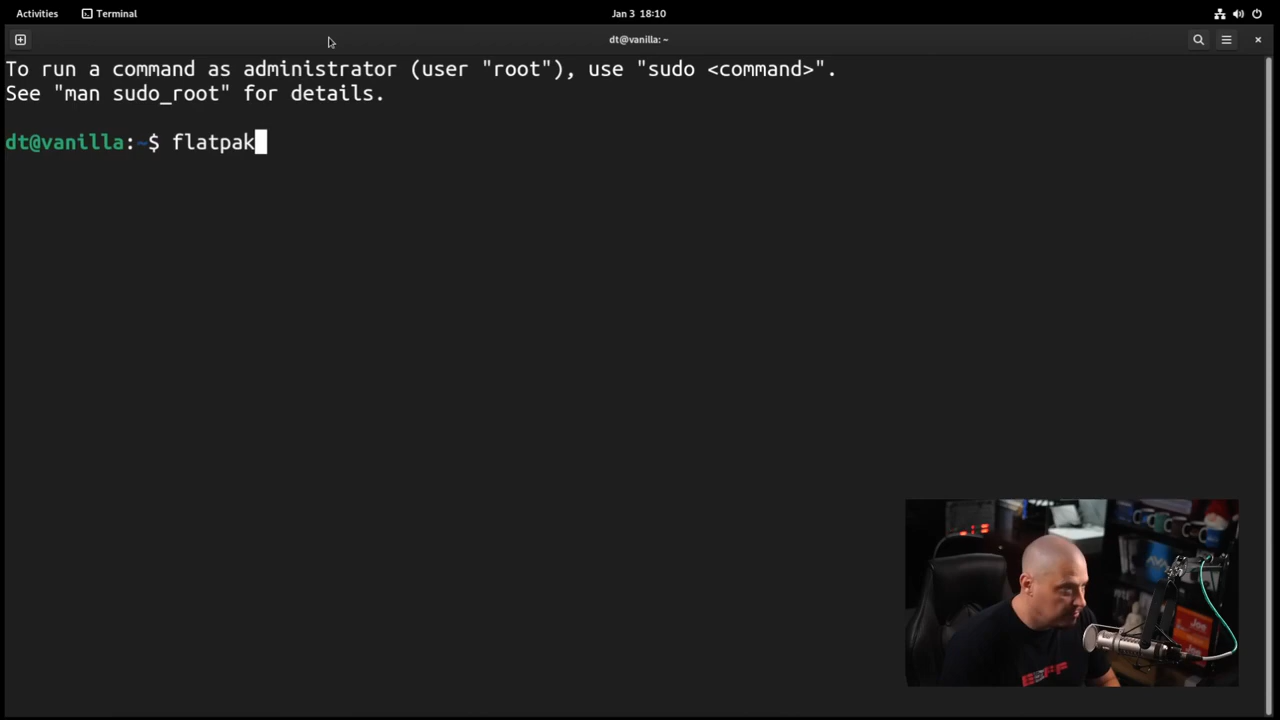 Activities Terminal Jan 3 18:10
dt@vanilla: ~
To run a command as administrator (user "root"), use "sudo <command>".
See "man sudo_root" for details.
dt@vanilla:~$ flatpak